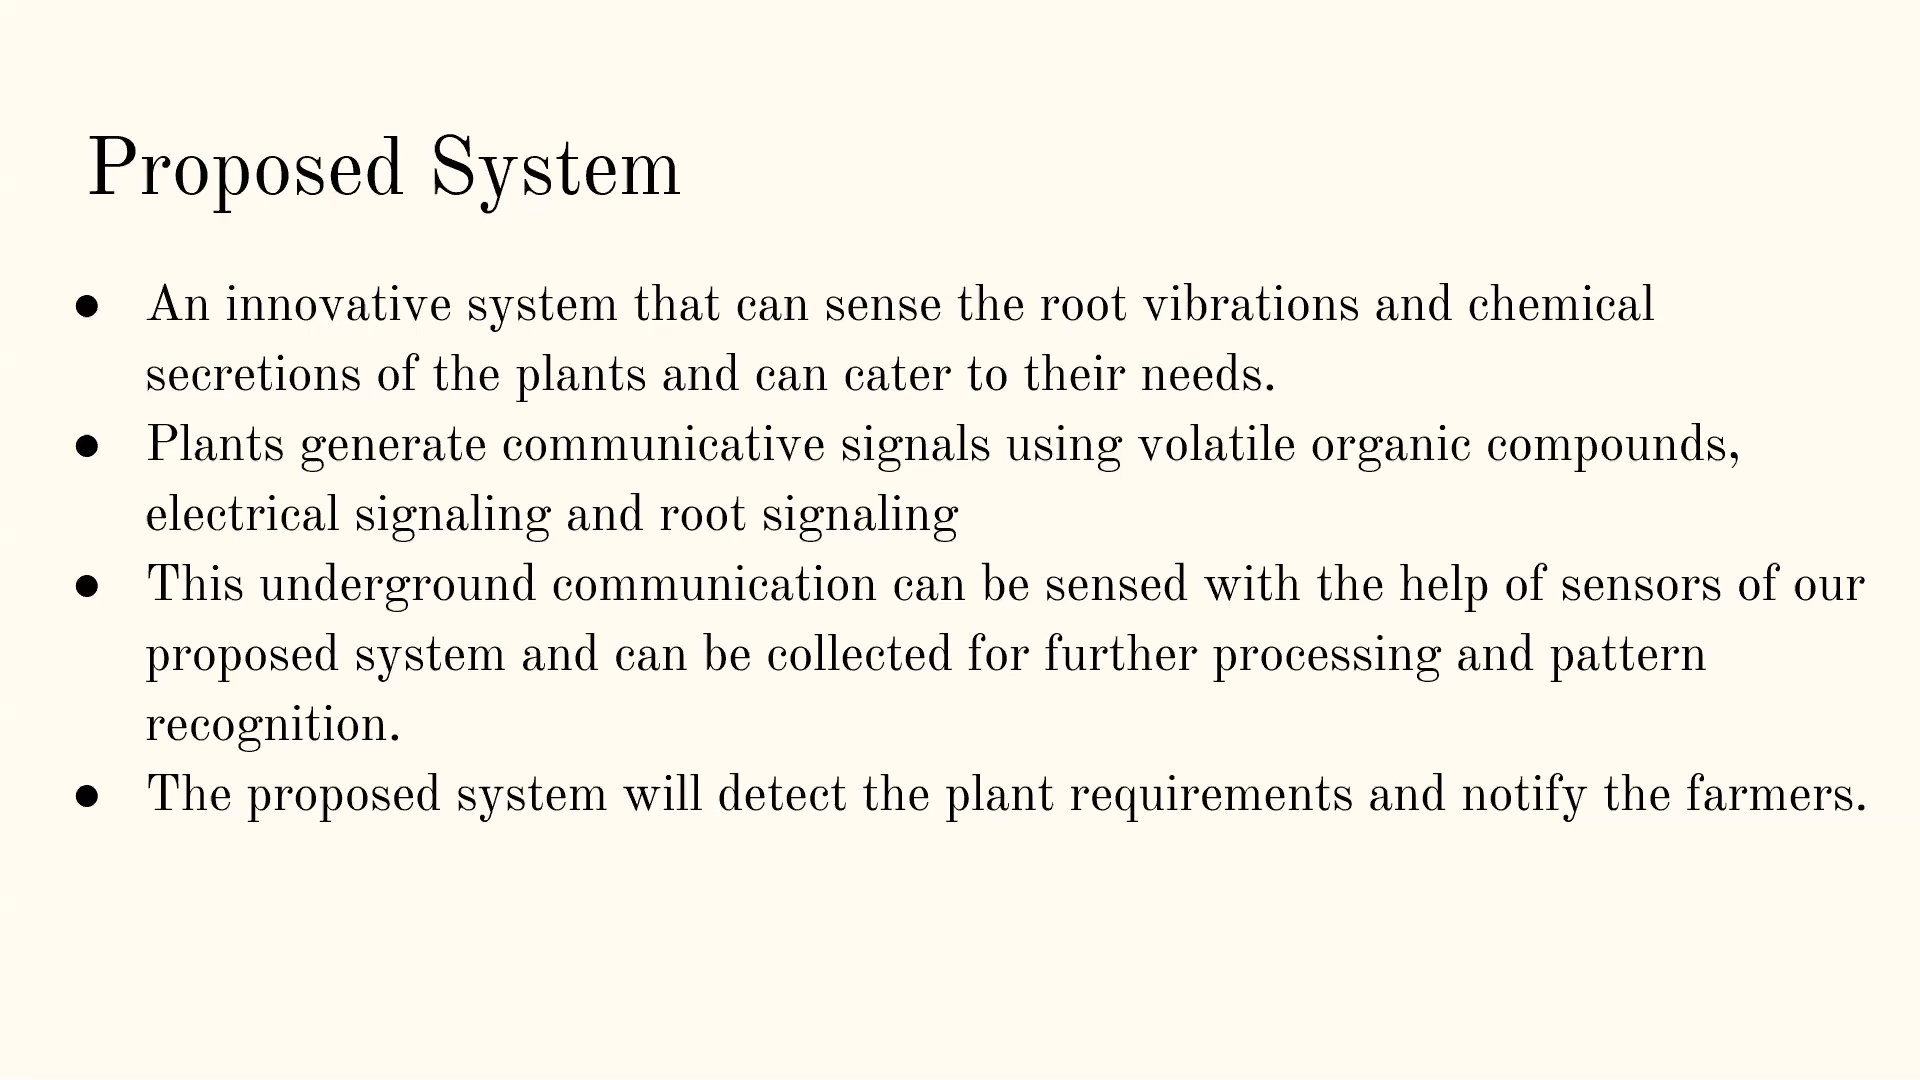 Proposed System
● An innovative system that can sense the root vibrations and chemical
secretions of the plants and can cater to their needs.
● Plants generate communicative signals using volatile organic compounds,
electrical signaling and root signaling
● This underground communication can be sensed with the help of sensors of our
proposed system and can be collected for further processing and pattern
recognition.
● The proposed system will detect the plant requirements and notify the farmers.